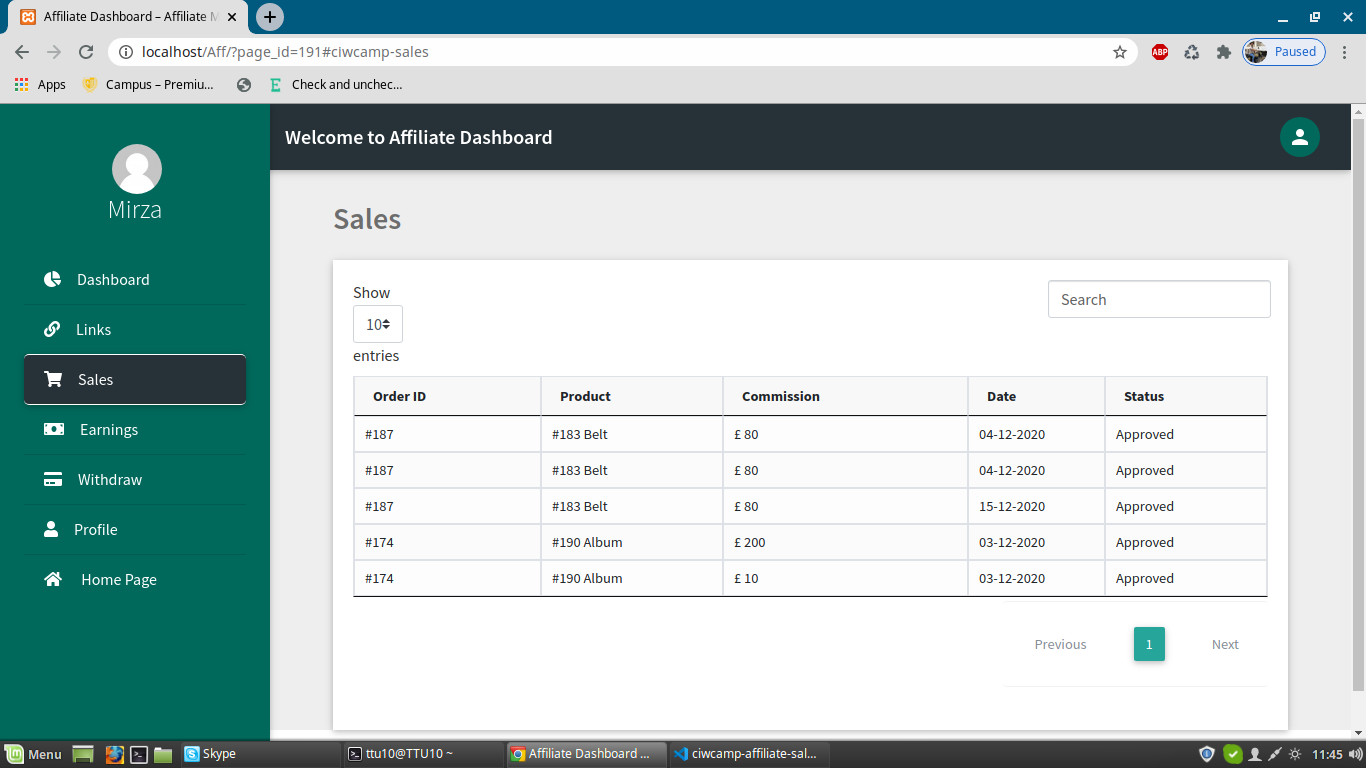 Affiliate Dashboard – Affiliate M
localhost/Aff/?page_id=191#ciwcamp-sales
ABP
Paused
Apps
Campus – Premiu...
Check and unchec...
Mirza
Dashboard
Links
Sales
Earnings
Withdraw
Profile
Home Page
Welcome to Affiliate Dashboard
Sales
Show
10
entries
Search
Order ID Product Commission Date Status
#187 #183 Belt £ 80 04-12-2020 Approved
#187 #183 Belt £ 80 04-12-2020 Approved
#187 #183 Belt £ 80 15-12-2020 Approved
#174 #190 Album £ 200 03-12-2020 Approved
#174 #190 Album £ 10 03-12-2020 Approved
Previous 1 Next
Menu Skype ttu10@TTU10 ~ Affiliate Dashboard ... ciwcamp-affiliate-sal... 11:45